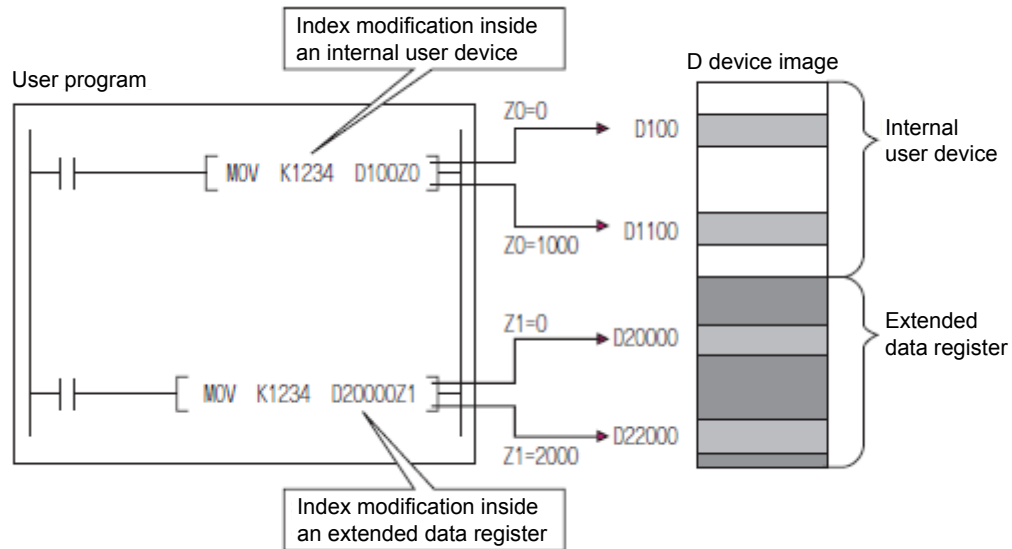 Index modification inside
an internal user device
User program
D device image
MOV K1234 D100Z0
Z0=0
D100
Z0=1000
D1100
Internal
user device
MOV K1234 D20000Z1
Z1=0
D20000
Z1=2000
D22000
Extended
data register
Index modification inside
an extended data register